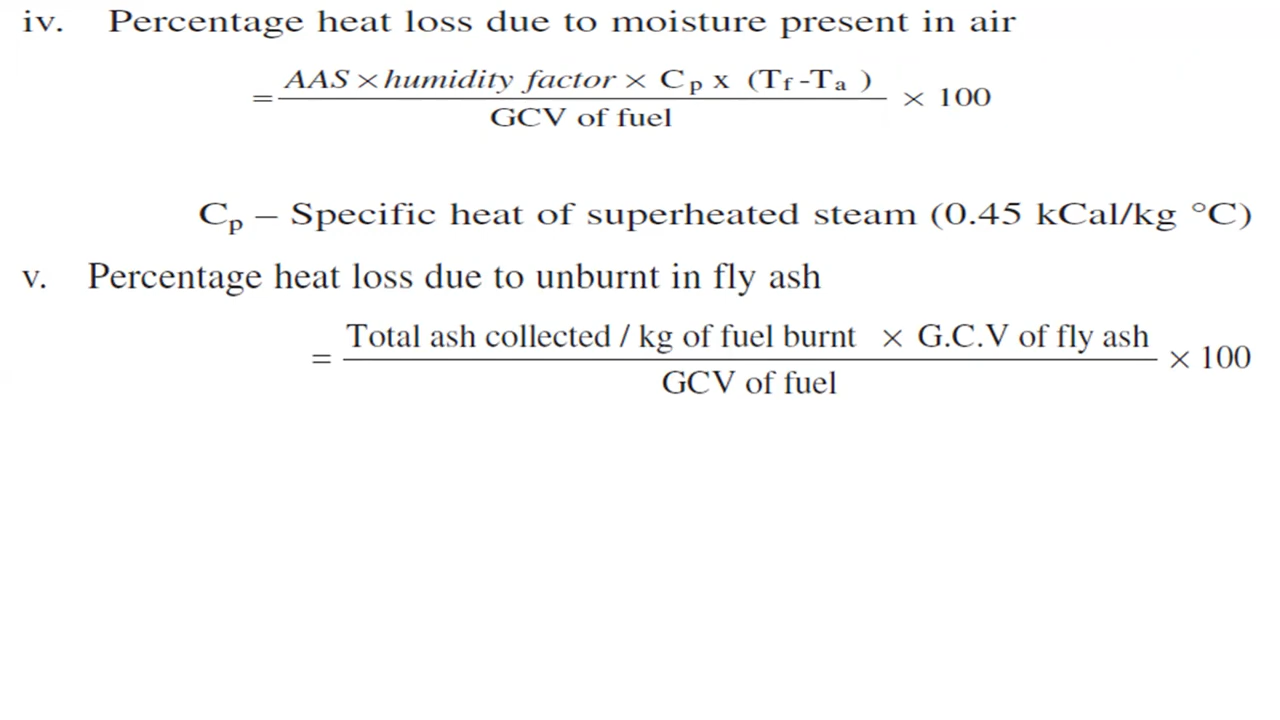 iv. Percentage heat loss due to moisture present in air
AAS × humidity factor × Cp x (Tf -Ta )
= × 100
GCV of fuel
Cp – Specific heat of superheated steam (0.45 kCal/kg °C)
v. Percentage heat loss due to unburnt in fly ash
Total ash collected / kg of fuel burnt × G.C.V of fly ash
= × 100
GCV of fuel